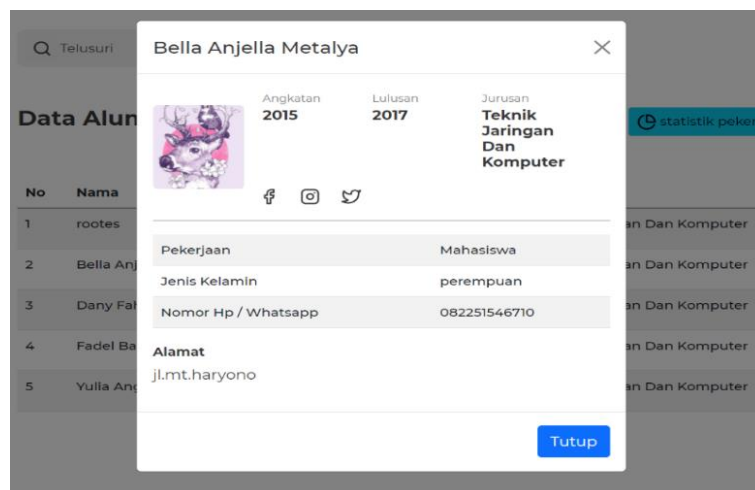 Telusuri
Bella Anjella Metalya
Data Alun
statistik peker
Angkatan
2015
Lulusan
2017
Jurusan
Teknik
Jaringan
Dan
Komputer
No Nama
1 rootes an Dan Komputer
2 Bella Anj an Dan Komputer
3 Dany Fah an Dan Komputer
4 Fadel Ba an Dan Komputer
5 Yulia Ang an Dan Komputer
Pekerjaan Mahasiswa
Jenis Kelamin perempuan
Nomor Hp / Whatsapp 082251546710
Alamat
jl.mt.haryono
Tutup